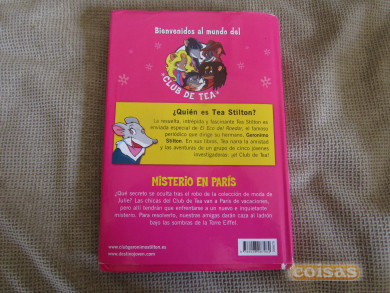 Bienvenidos al mundo del
CLUB DE TEA
¿Quién es Tea Stilton?
La resuelta, intrépida y fascinante Tea Stilton es
enviada especial de El Eco del Roedor, el famoso
periódico que dirige su hermano, Geronimo
Stilton. En sus libros, Tea narra la amistad
y las aventuras de un grupo de cinco jóvenes
investigadoras: ¡el Club de Tea!
MISTERIO EN PARÍS
¿Qué secreto se oculta tras el robo de la colección de moda de
Julie? Las chicas del Club de Tea van a París de vacaciones,
pero allí tendrán que enfrentarse a un nuevo e inquietante
misterio. Para resolverlo, nuestras amigas darán caza al ladrón
bajo las sombras de la Torre Eiffel.
www.clubgeronimostilton.es
www.destinojoven.com
coisas